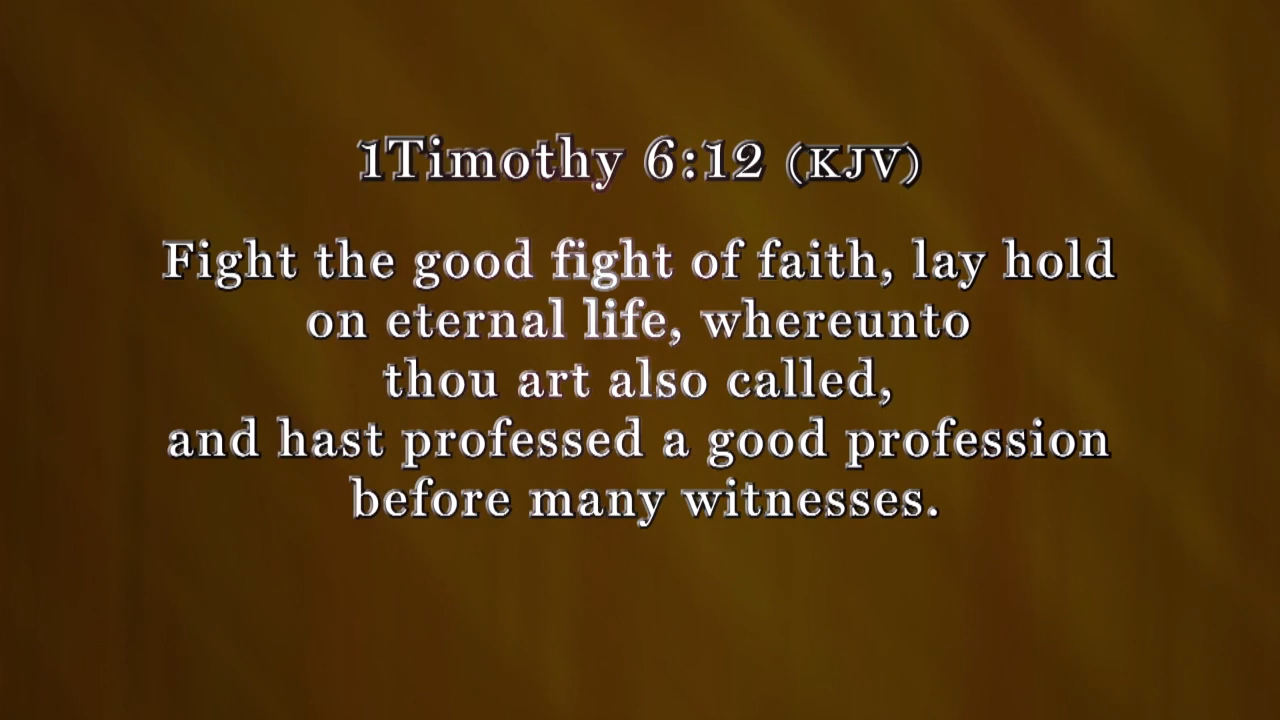 1Timothy 6:12 (KJV)
Fight the good fight of faith, lay hold
on eternal life, whereunto
thou art also called,
and hast professed a good profession
before many witnesses.